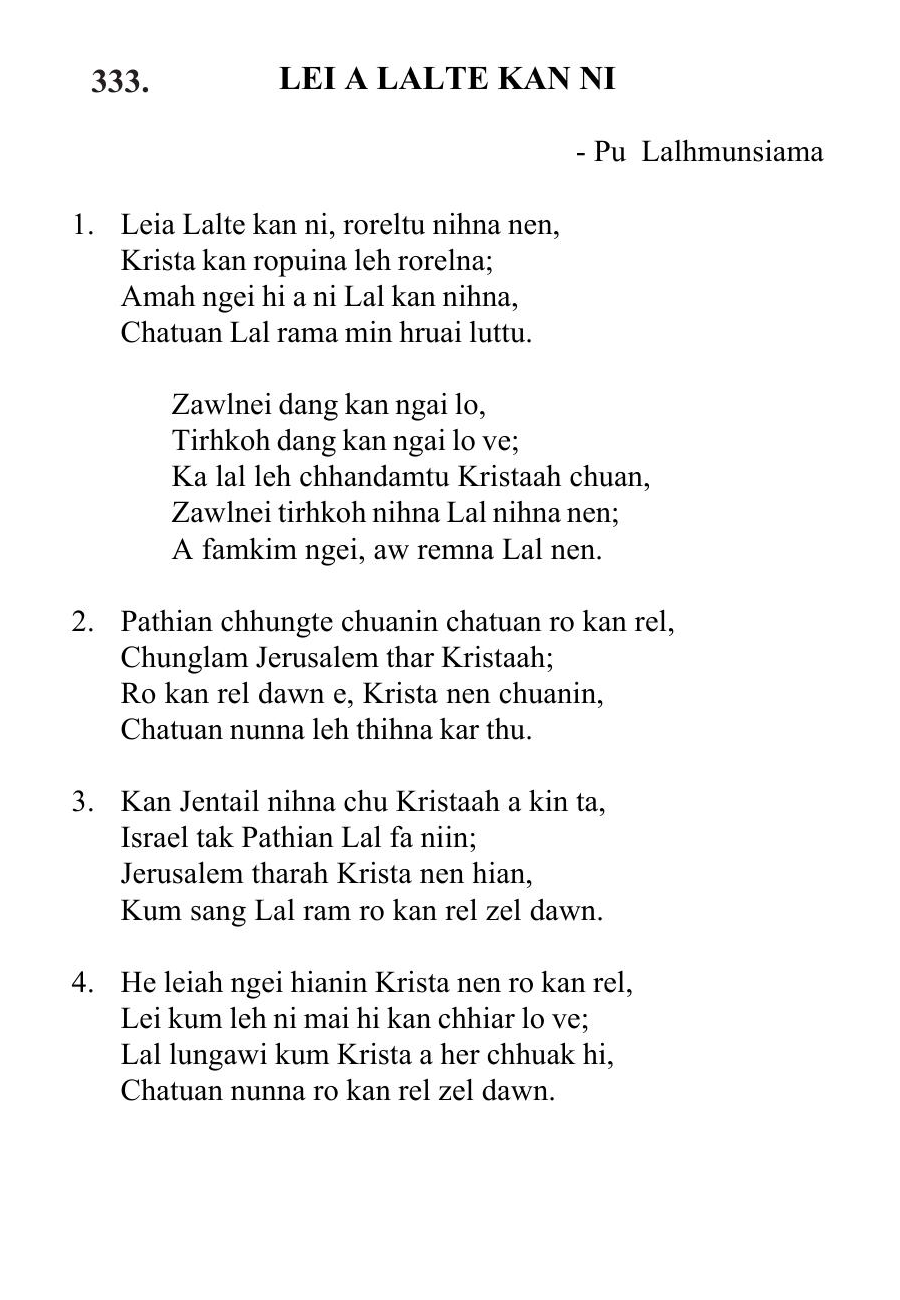 333. LEI A LALTE KAN NI
- Pu Lalhmunsiama
1. Leia Lalte kan ni, roreltu nihna nen,
Krista kan ropuina leh rorelna;
Amah ngei hi a ni Lal kan nihna,
Chatuan Lal rama min hruai luttu.
Zawlnei dang kan ngai lo,
Tirhkoh dang kan ngai lo ve;
Ka lal leh chhandamtu Kristaah chuan,
Zawlnei tirhkoh nihna Lal nihna nen;
A famkim ngei, aw remna Lal nen.
2. Pathian chhungte chuanin chatuan ro kan rel,
Chunglam Jerusalem thar Kristaah;
Ro kan rel dawn e, Krista nen chuanin,
Chatuan nunna leh thihna kar thu.
3. Kan Jentail nihna chu Kristaah a kin ta,
Israel tak Pathian Lal fa niin;
Jerusalem tharah Krista nen hian,
Kum sang Lal ram ro kan rel zel dawn.
4. He leiah ngei hianin Krista nen ro kan rel,
Lei kum leh ni mai hi kan chhiar lo ve;
Lal lungawi kum Krista a her chhuak hi,
Chatuan nunna ro kan rel zel dawn.